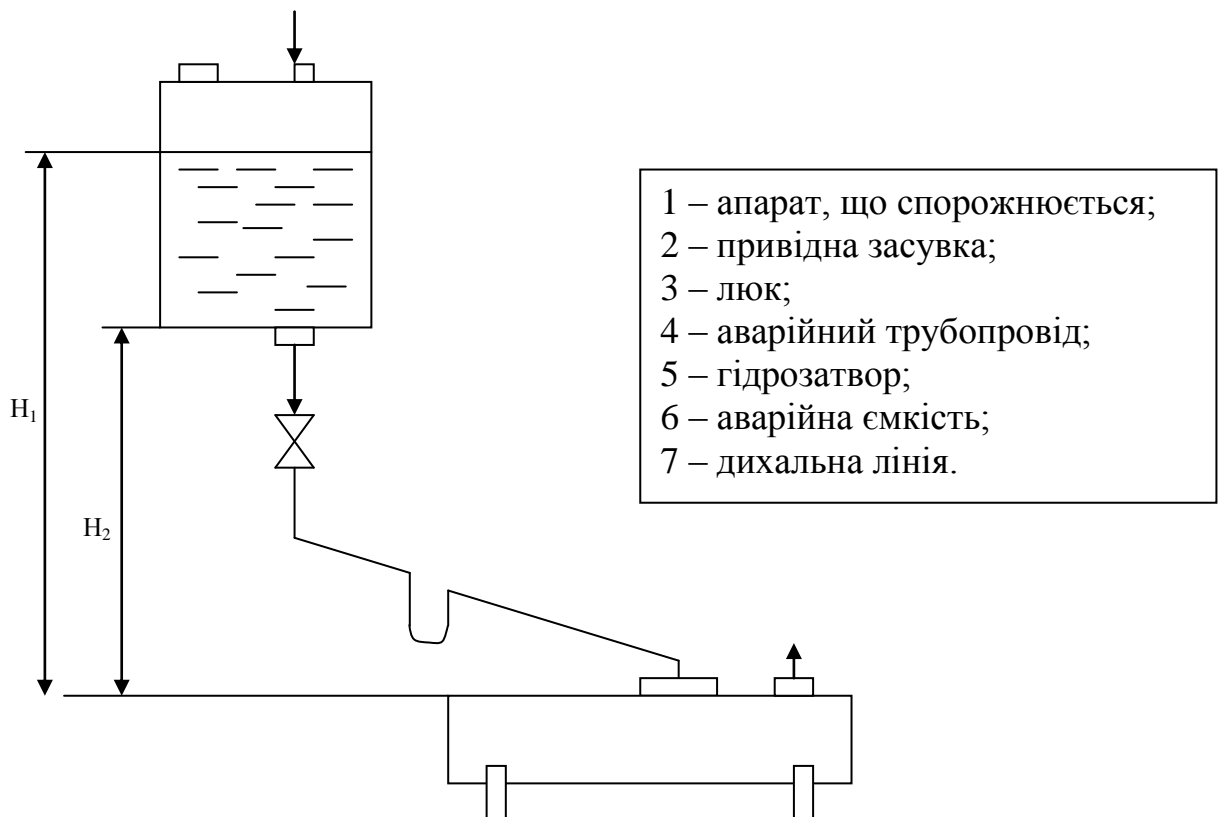 1 – апарат, що спорожнюється;
2 – привідна засувка;
3 – люк;
4 – аварійний трубопровід;
5 – гідрозатвор;
6 – аварійна ємкість;
7 – дихальна лінія.
H₁
H₂